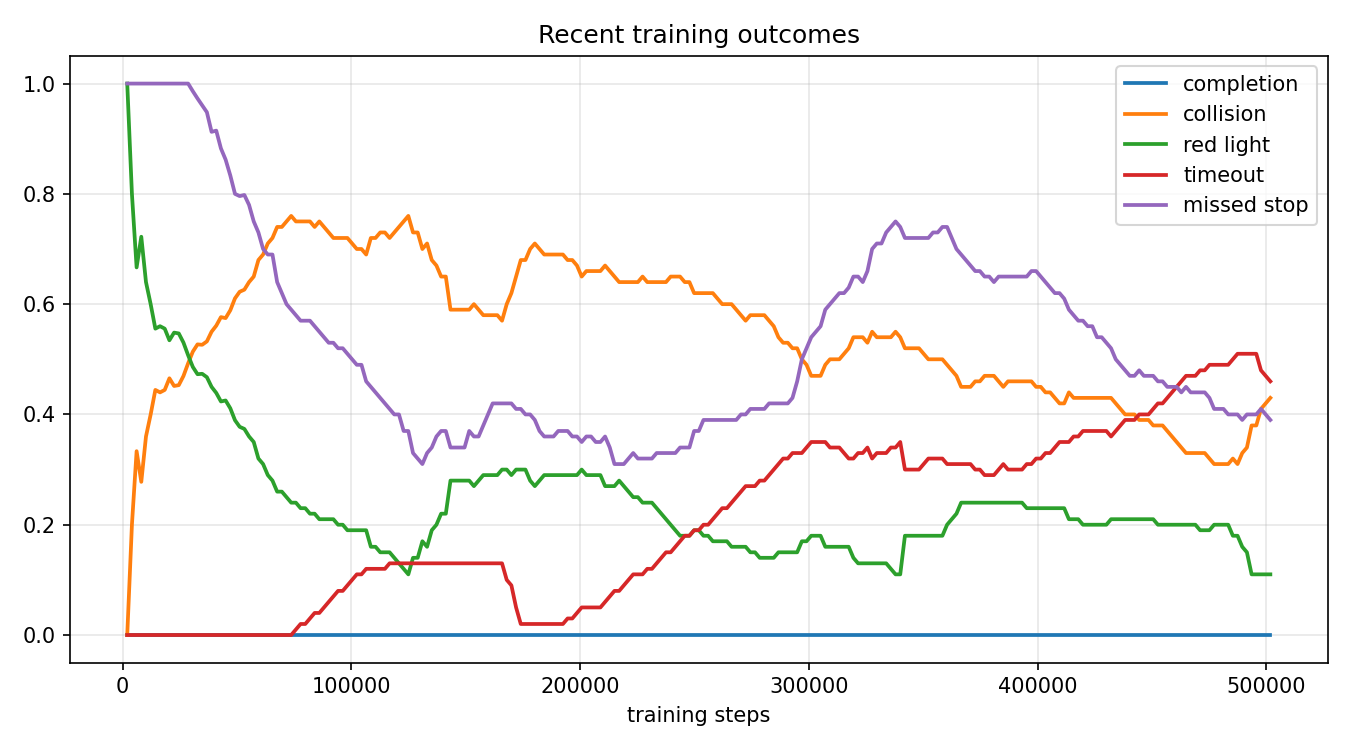 Recent training outcomes
completion
collision
red light
timeout
missed stop
1.0
0.8
0.6
0.4
0.2
0.0
0 100000 200000 300000 400000 500000
training steps